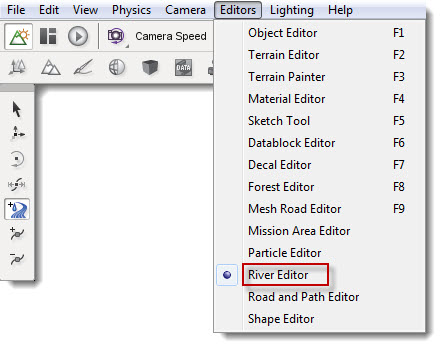 File Edit View Physics Camera Editors Lighting Help
Camera Speed
Object Editor F1
Terrain Editor F2
Terrain Painter F3
Material Editor F4
Sketch Tool F5
Datablock Editor F6
Decal Editor F7
Forest Editor F8
Mesh Road Editor F9
Mission Area Editor
Particle Editor
River Editor
Road and Path Editor
Shape Editor
DATA